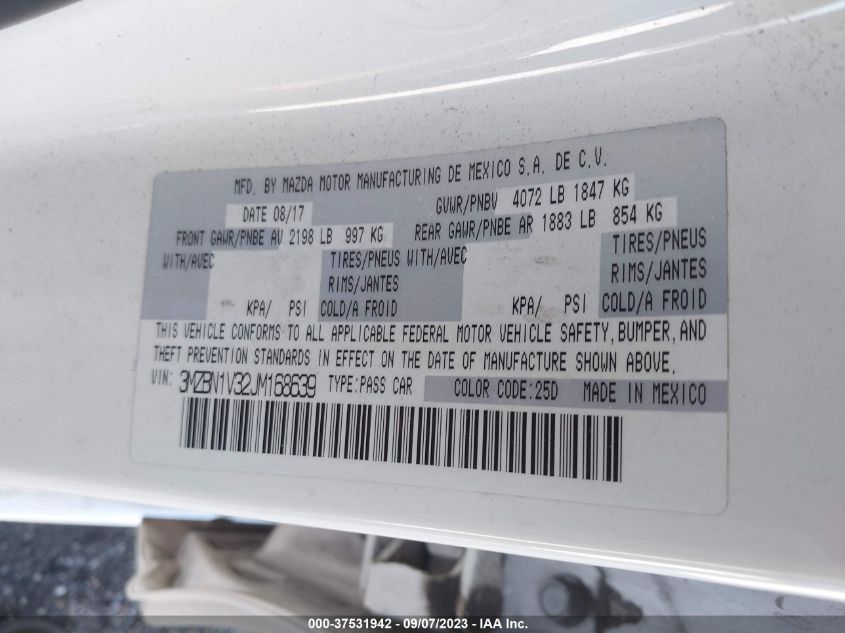 MFD. BY MAZDA MOTOR MANUFACTURING DE MEXICO S.A. DE C.V.
DATE 08/17 GVWR/PNBV 4072 LB 1847 KG
FRONT GAWR/PNBE AV 2198 LB 997 KG REAR GAWR/PNBE AR 1883 LB 854 KG
WITH/AVEC TIRES/PNEUS WITH/AVEC TIRES/PNEUS
RIMS/JANTES RIMS/JANTES
KPA/ PSI COLD/A FROID KPA/ PSI COLD/A FROID
THIS VEHICLE CONFORMS TO ALL APPLICABLE FEDERAL MOTOR VEHICLE SAFETY, BUMPER, AND
THEFT PREVENTION STANDARDS IN EFFECT ON THE DATE OF MANUFACTURE SHOWN ABOVE.
VIN: 3MZBN1V32JM168639 TYPE:PASS CAR COLOR CODE:25D MADE IN MEXICO
000-37531942 - 09/07/2023 - IAA Inc.